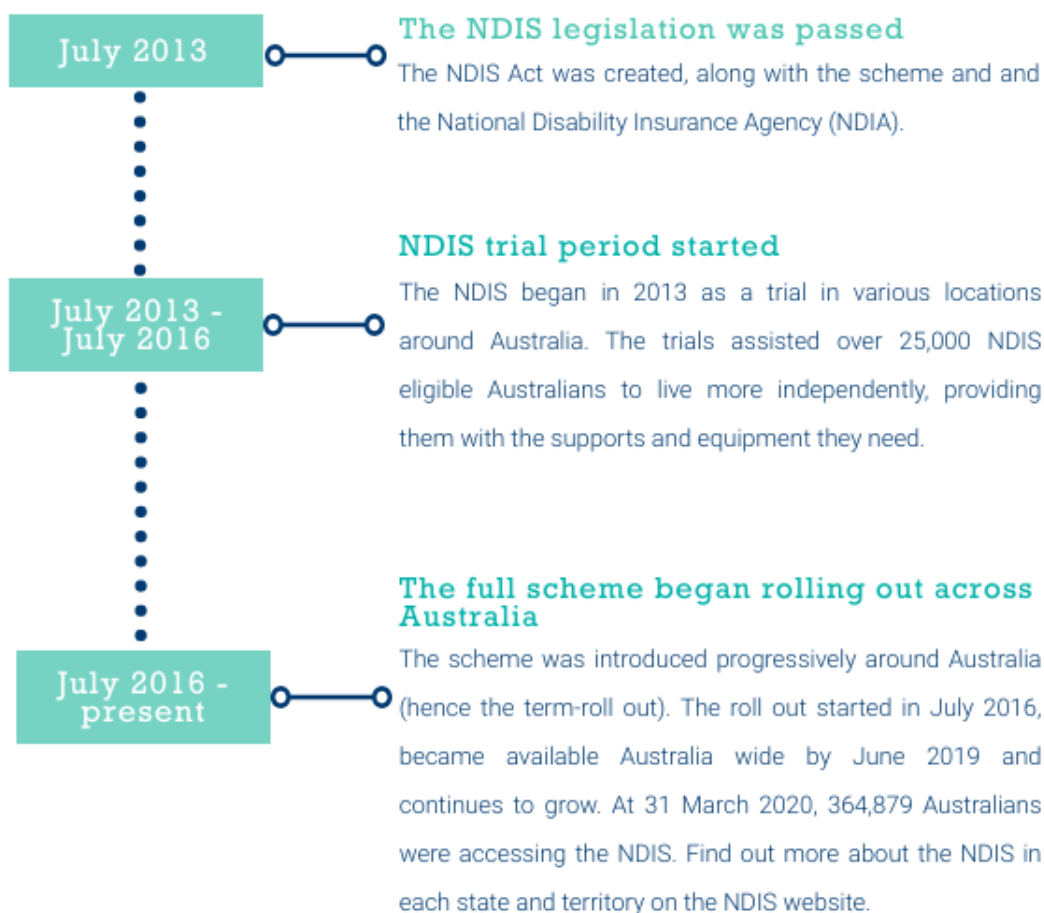 July 2013
The NDIS legislation was passed
The NDIS Act was created, along with the scheme and and
the National Disability Insurance Agency (NDIA).
July 2013 -
July 2016
NDIS trial period started
The NDIS began in 2013 as a trial in various locations
around Australia. The trials assisted over 25,000 NDIS
eligible Australians to live more independently, providing
them with the supports and equipment they need.
July 2016 -
present
The full scheme began rolling out across
Australia
The scheme was introduced progressively around Australia
(hence the term-roll out). The roll out started in July 2016,
became available Australia wide by June 2019 and
continues to grow. At 31 March 2020, 364,879 Australians
were accessing the NDIS. Find out more about the NDIS in
each state and territory on the NDIS website.